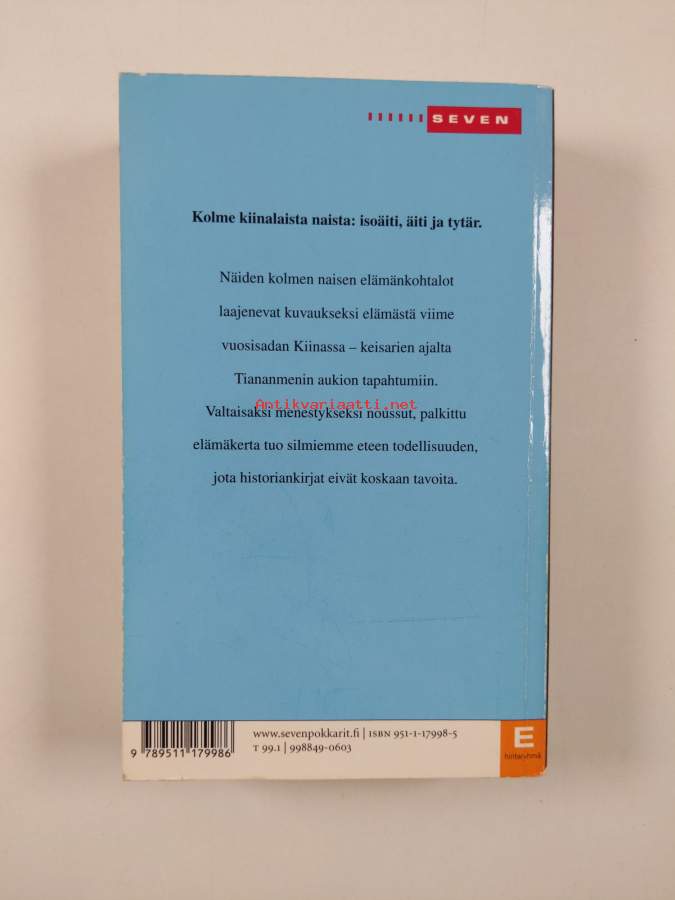 SEVEN
Kolme kiinalaista naista: isoäiti, äiti ja tytär.
Näiden kolmen naisen elämänkohtalot
laajenevat kuvaukseksi elämästä viime
vuosisadan Kiinassa – keisarien ajalta
Tiananmenin aukion tapahtumiin.
Antikvariaatti.net
Valtaisaksi menestykseksi noussut, palkittu
elämäkerta tuo silmiemme eteen todellisuuden,
jota historiankirjat eivät koskaan tavoita.
www.sevenpokkarit.fi | ISBN 951-1-17998-5
T 99.1 | 998849-0603
9 789511 179986
E
hintaryhmä